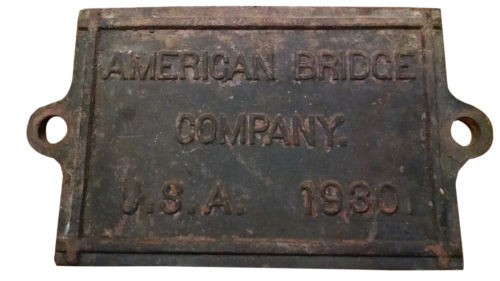 AMERICAN BRIDGE
COMPANY.
U.S.A. 1930